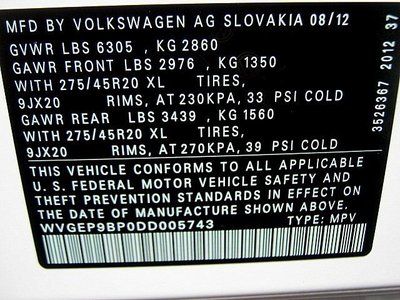 MFD BY VOLKSWAGEN AG SLOVAKIA 08/12
GVWR LBS 6305 , KG 2860
GAWR FRONT LBS 2976 , KG 1350
WITH 275/45R20 XL TIRES,
9JX20 RIMS, AT 230KPA, 33 PSI COLD
GAWR REAR LBS 3439 , KG 1560
WITH 275/45R20 XL TIRES,
9JX20 RIMS, AT 270KPA, 39 PSI COLD
THIS VEHICLE CONFORMS TO ALL APPLICABLE
U.S. FEDERAL MOTOR VEHICLE SAFETY AND
THEFT PREVENTION STANDARDS IN EFFECT ON
THE DATE OF MANUFACTURE SHOWN ABOVE.
WVGEP9BP0DD005743 TYPE: MPV
3526367 2012 37